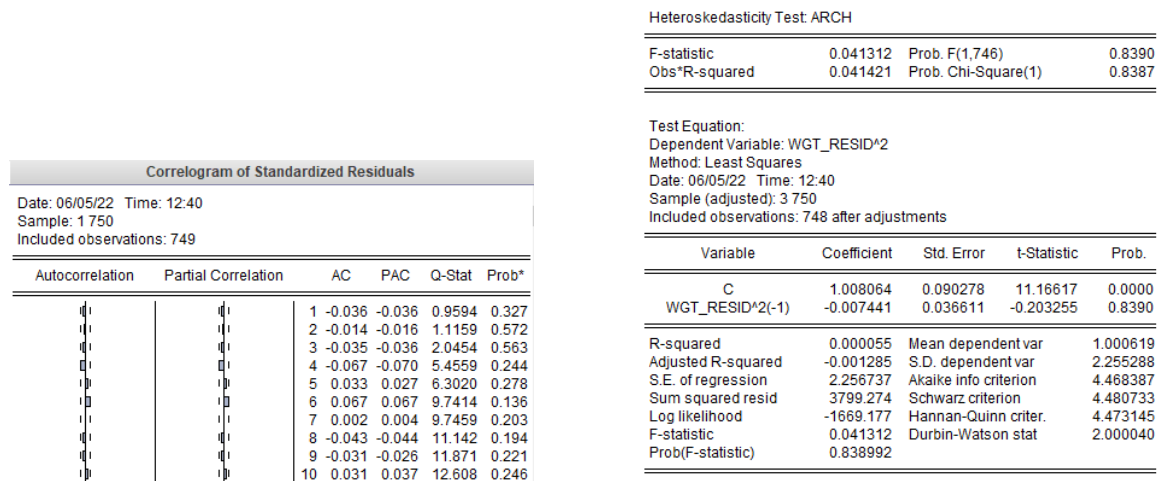 Correlogram of Standardized Residuals
Date: 06/05/22 Time: 12:40
Sample: 1 750
Included observations: 749
Autocorrelation Partial Correlation AC PAC Q-Stat Prob*
1 -0.036 -0.036 0.9594 0.327
2 -0.014 -0.016 1.1159 0.572
3 -0.035 -0.036 2.0454 0.563
4 -0.067 -0.070 5.4559 0.244
5 0.033 0.027 6.3020 0.278
6 0.067 0.067 9.7414 0.136
7 0.002 0.004 9.7459 0.203
8 -0.043 -0.044 11.142 0.194
9 -0.031 -0.026 11.871 0.221
10 0.031 0.037 12.608 0.246
Heteroskedasticity Test: ARCH
F-statistic 0.041312 Prob. F(1,746) 0.8390
Obs*R-squared 0.041421 Prob. Chi-Square(1) 0.8387
Test Equation:
Dependent Variable: WGT_RESID^2
Method: Least Squares
Date: 06/05/22 Time: 12:40
Sample (adjusted): 3 750
Included observations: 748 after adjustments
Variable Coefficient Std. Error t-Statistic Prob.
C 1.008064 0.090278 11.16617 0.0000
WGT_RESID^2(-1) -0.007441 0.036611 -0.203255 0.8390
R-squared 0.000055 Mean dependent var 1.000619
Adjusted R-squared -0.001285 S.D. dependent var 2.255288
S.E. of regression 2.256737 Akaike info criterion 4.468387
Sum squared resid 3799.274 Schwarz criterion 4.480733
Log likelihood -1669.177 Hannan-Quinn criter. 4.473145
F-statistic 0.041312 Durbin-Watson stat 2.000040
Prob(F-statistic) 0.838992